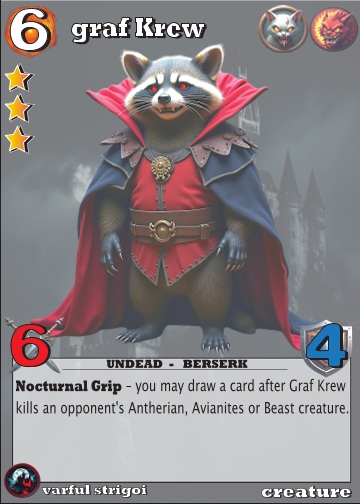 6 graf Krew
6
4
UNDEAD - BERSERK
Nocturnal Grip - you may draw a card after Graf Krew
kills an opponent's Antherian, Avianites or Beast creature.
varful strigoi
creature